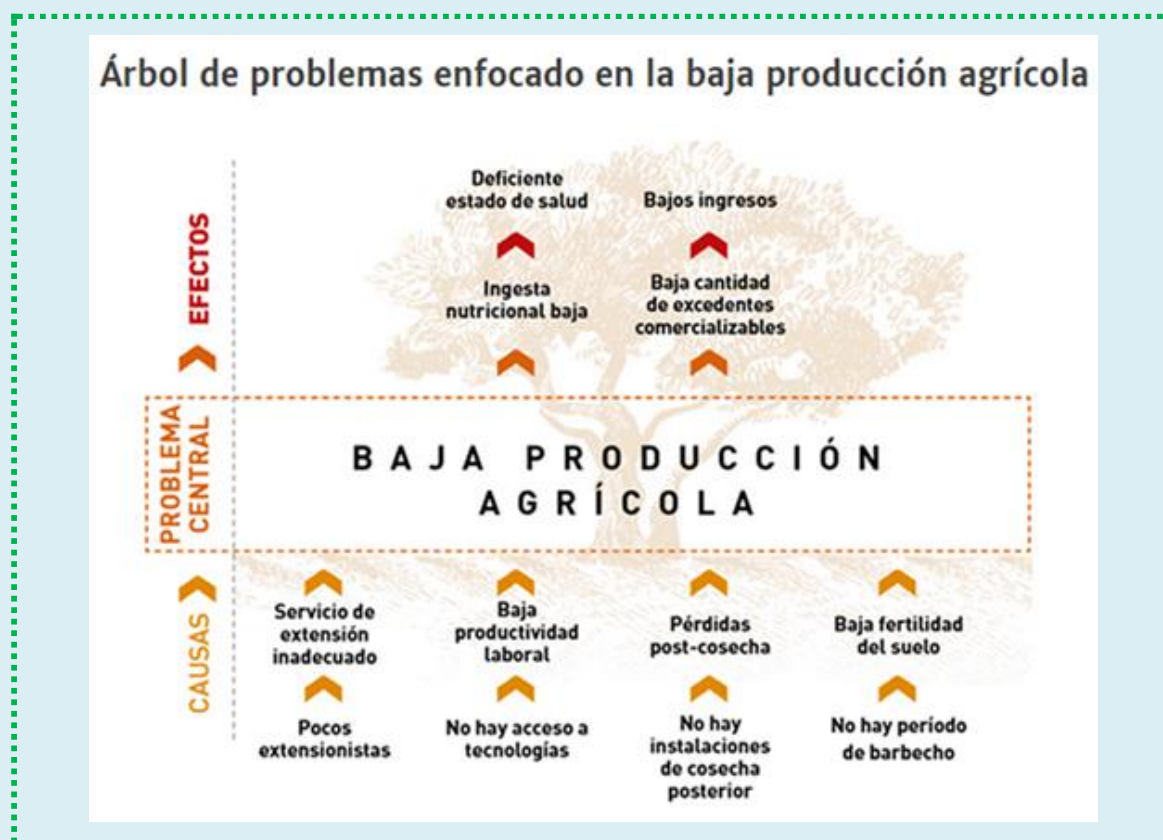 Árbol de problemas enfocado en la baja producción agrícola
EFECTOS
Deficiente
estado de salud
Bajos ingresos
Ingesta
nutricional baja
Baja cantidad
de excedentes
comercializables
PROBLEMA
CENTRAL
BAJA PRODUCCIÓN
AGRÍCOLA
CAUSAS
Servicio de
extensión
inadecuado
Baja
productividad
laboral
Pérdidas
post-cosecha
Baja fertilidad
del suelo
Pocos
extensionistas
No hay acceso a
tecnologías
No hay
instalaciones
de cosecha
posterior
No hay período
de barbecho